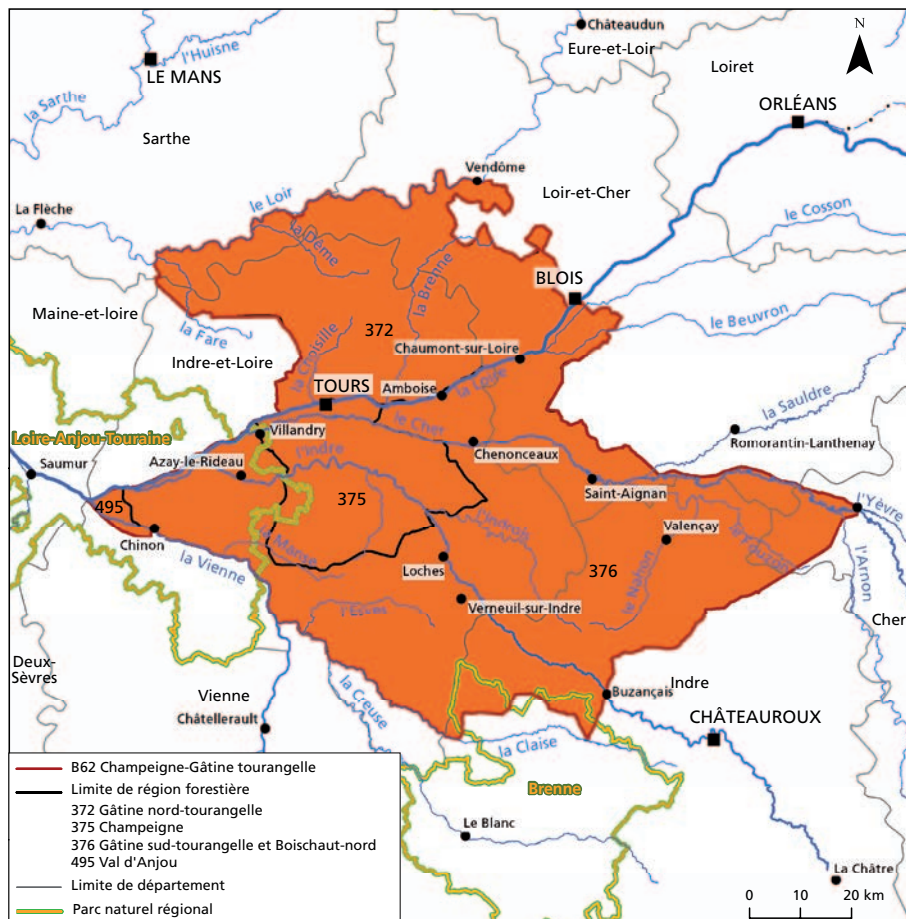 Châteaudun
N
l'Huisne
Eure-et-Loir
Loiret
LE MANS
la Sarthe
ORLÉANS
Sarthe
Vendôme
Loir-et-Cher
le Loir
La Flèche
le Cosson
la Dême
BLOIS
la Brenne
Maine-et-loire
le Beuvron
la Fare
372
Indre-et-Loire
la Croisille
Chaumont-sur-Loire
TOURS
Amboise
la Loire
la Sauldre
le Cher
Villandry
Loire-Anjou-Touraine
l'Indre
Chenonceaux
Romorantin-Lanthenay
Saumur
Azay-le-Rideau
Saint-Aignan
495
375
l'Yèvre
l'Indrois
Valençay
Chinon
la Manse
le Fouzon
l'Arnon
la Vienne
Loches
376
le Nahon
Verneuil-sur-Indre
l'Esves
Cher
Deux-
Sèvres
Vienne
la Creuse
Indre
Buzançais
Châtellerault
CHÂTEAUROUX
la Claise
Brenne
B62 Champeigne-Gâtine tourangelle
Limite de région forestière
372 Gâtine nord-tourangelle
375 Champeigne
376 Gâtine sud-tourangelle et Boischaut-nord
495 Val d'Anjou
Limite de département
Parc naturel régional
Le Blanc
La Châtre
0 10 20 km